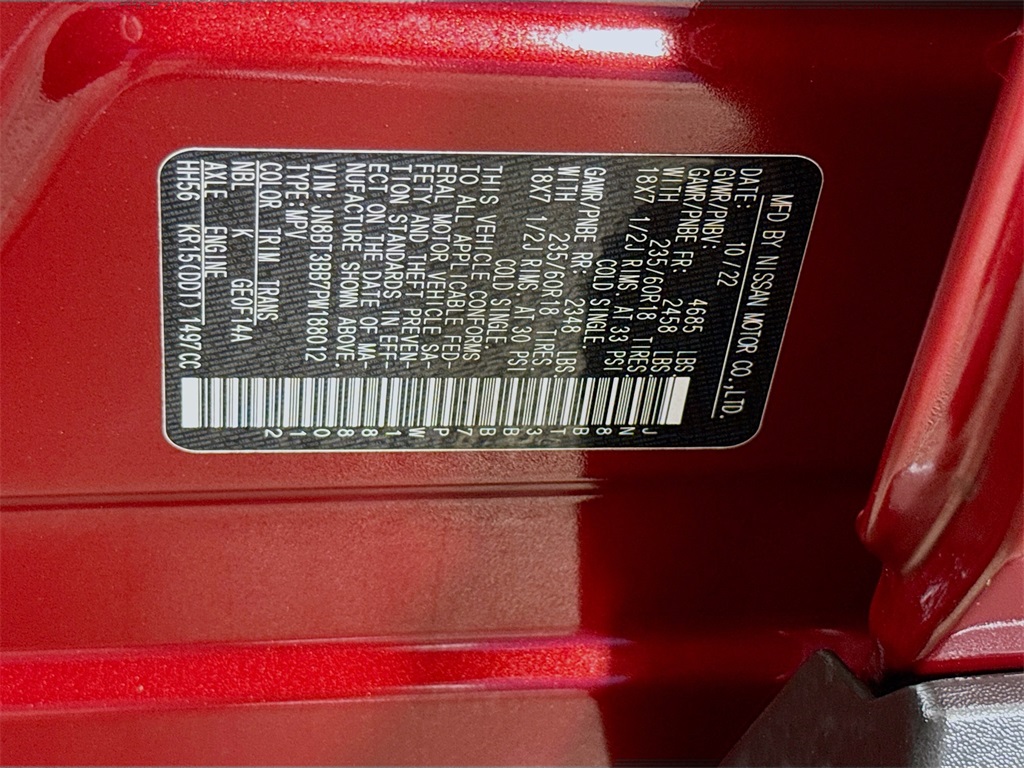 MFD BY NISSAN MOTOR CO.,LTD.
DATE: 10/22
GVWR/PNBV: 4685 LBS
GAWR/PNBE FR: 2458 LBS
WITH 235/60R18 TIRES
18X7 1/2J RIMS. AT 33 PSI
COLD SINGLE
GAWR/PNBE RR: 2348 LBS
WITH 235/60R18 TIRES
18X7 1/2J RIMS. AT 30 PSI
COLD SINGLE
THIS VEHICLE CONFORMS
TO ALL APPLICABLE FED-
ERAL MOTOR VEHICLE SA-
FETY AND THEFT PREVEN-
TION STANDARDS IN EFF-
ECT ON THE DATE OF MA-
NUFACTURE SHOWN ABOVE.
VIN: JN8BT3BB7PW188012
TYPE:MPV
COLOR TRIM TRANS
NBL K GE0F14A
AXLE ENGINE
HH56 KR15(DDT)1497CC
JN8BT3BB7PW188012